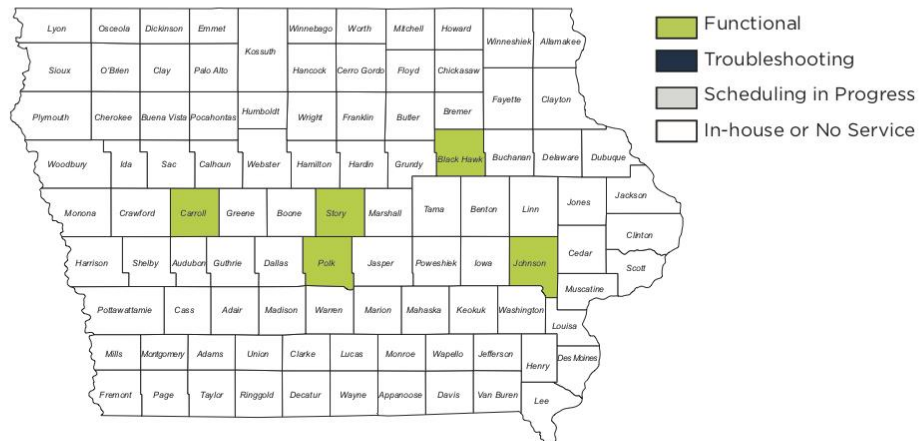 Lyon Osceola Dickinson Emmet Winnebago Worth Mitchell Howard
Kossuth Winneshiek Allamakee
Sioux O'Brien Clay Palo Alto Hancock Cerro Gordo Floyd Chickasaw
Fayette Clayton
Plymouth Cherokee Buena Vista Pocahontas Humboldt Wright Franklin Butler Bremer
Woodbury Ida Sac Calhoun Webster Hamilton Hardin Grundy Black Hawk Buchanan Delaware Dubuque
Monona Crawford Carroll Greene Boone Story Marshall Tama Benton Linn Jones Jackson
Clinton
Harrison Shelby Audubon Guthrie Dallas Polk Jasper Poweshiek Iowa Johnson Cedar Scott
Muscatine
Pottawattamie Cass Adair Madison Warren Marion Mahaska Keokuk Washington
Louisa
Mills Montgomery Adams Union Clarke Lucas Monroe Wapello Jefferson Henry Des Moines
Fremont Page Taylor Ringgold Decatur Wayne Appanoose Davis Van Buren Lee
Functional
Troubleshooting
Scheduling in Progress
In-house or No Service